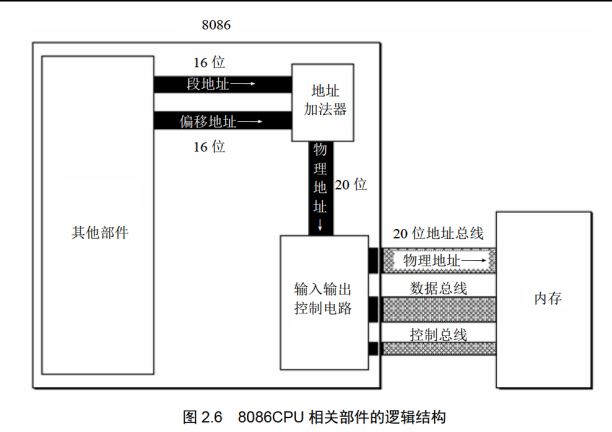 8086
16 位
段地址
地址
加法器
偏移地址
16 位
物
理
地
址
20 位
其他部件
20 位地址总线
物理地址
输入输出
控制电路
数据总线
内存
控制总线
图 2.6 8086CPU 相关部件的逻辑结构